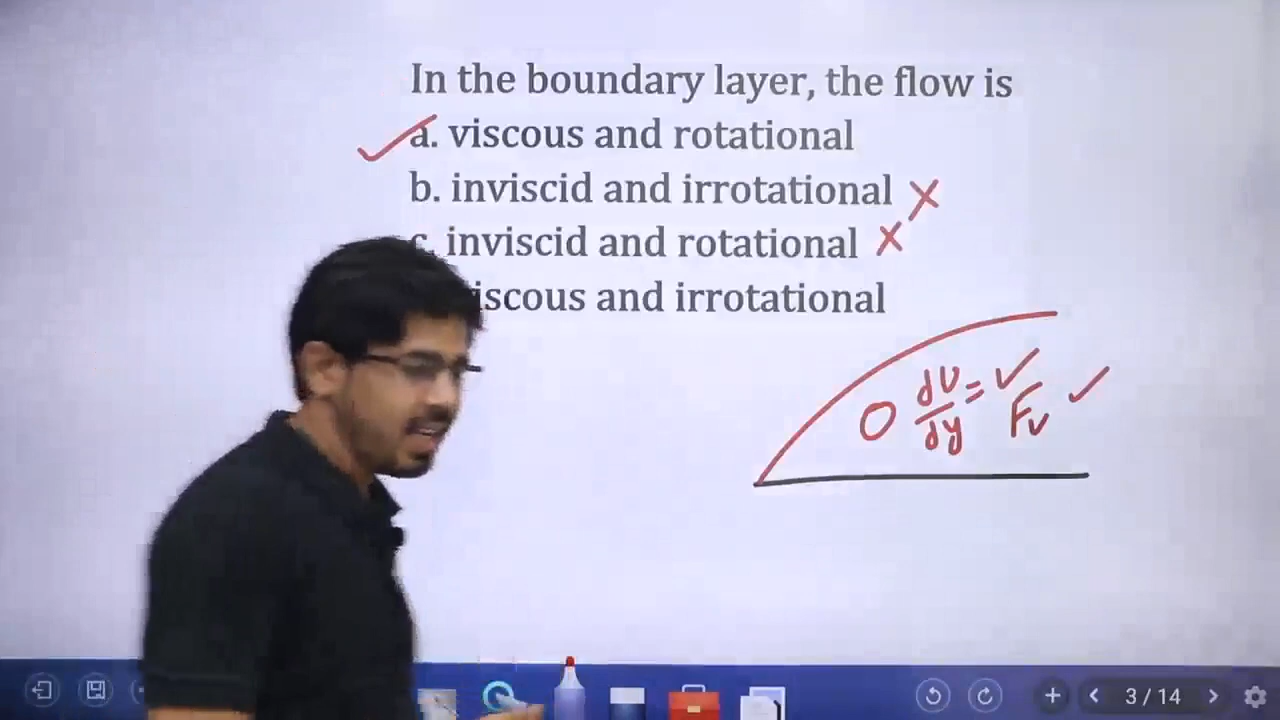 In the boundary layer, the flow is
a. viscous and rotational
b. inviscid and irrotational
c. inviscid and rotational
and irrotational
dU/dy = Fv
3 / 14